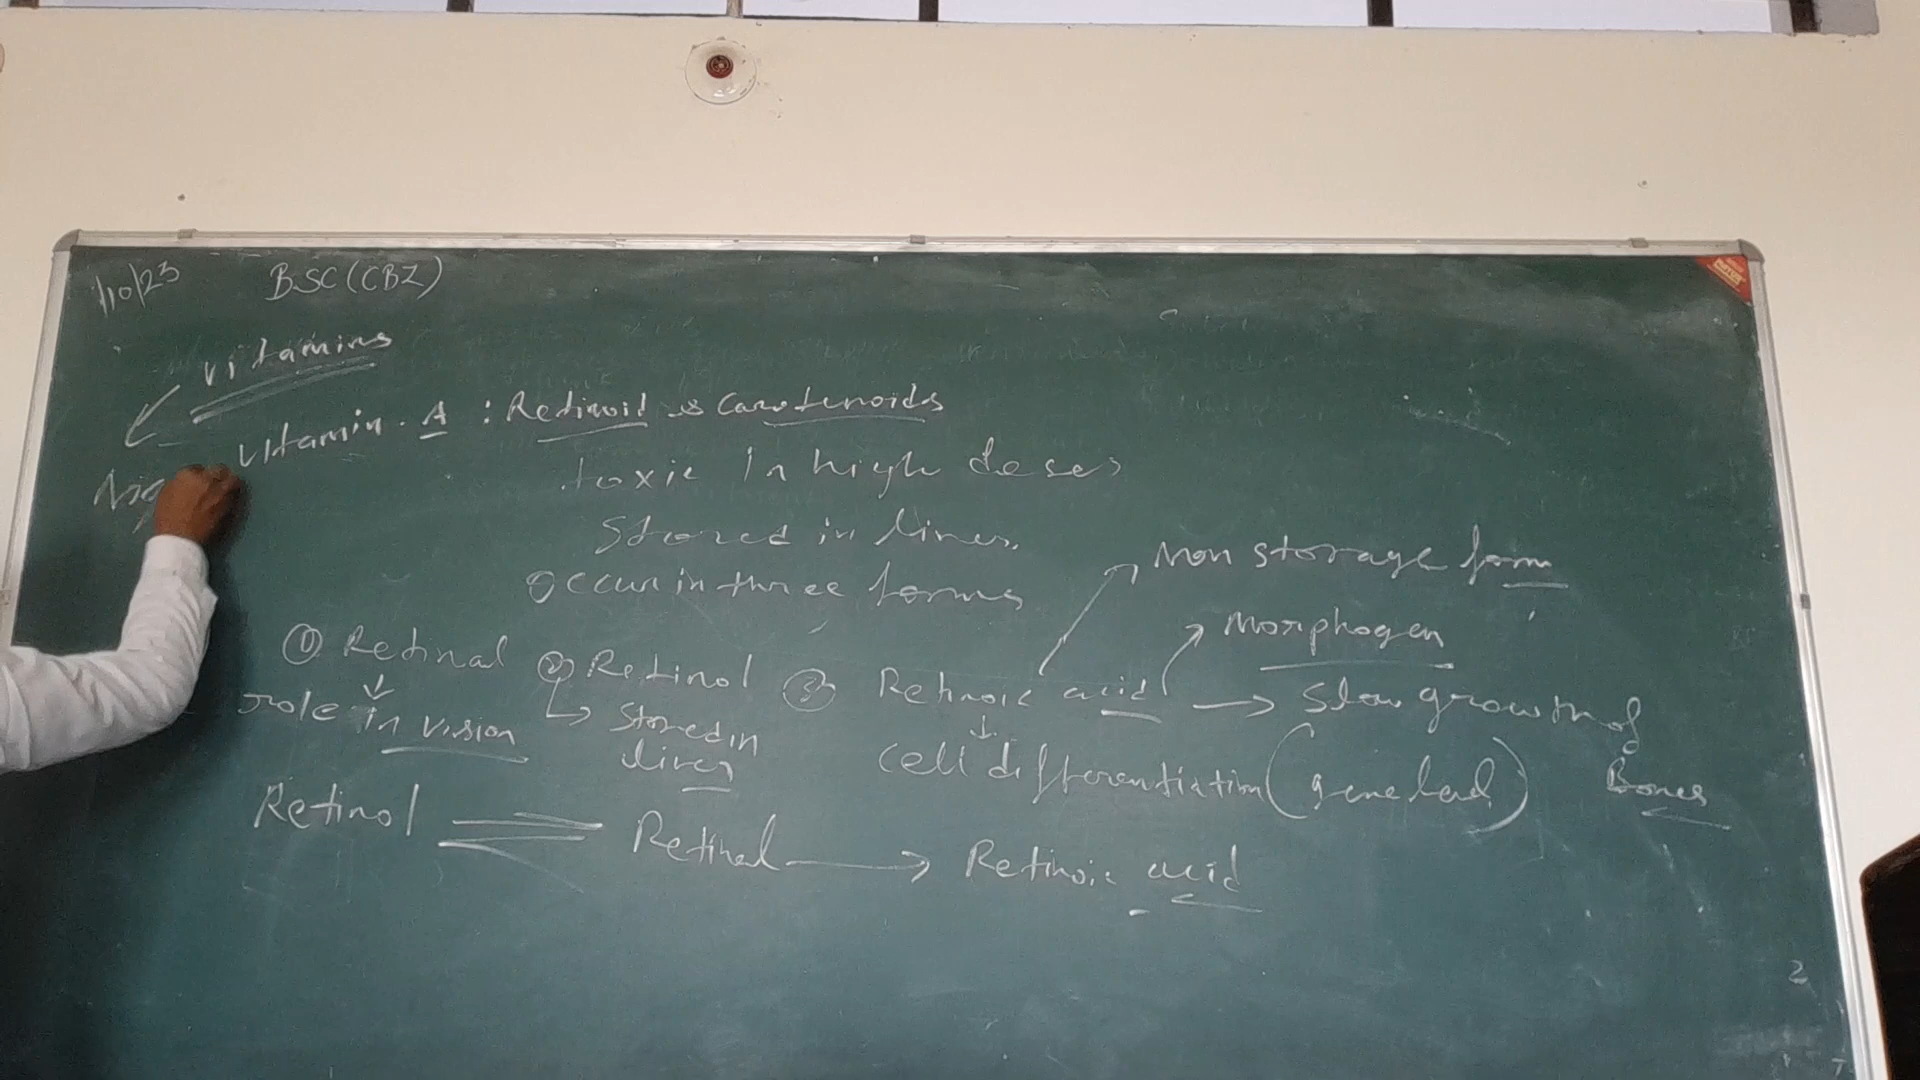 /10/23 BSC (CBZ)
Vitamins
Vitamin. A : Retinoid & Carotenoids
toxic in high doses
Stored in liver.
Occur in three forms
Non storage form
Morphogen
① Retinal ② Retinol ③ Retinoic acid → Slow growth of Bones
role in vision
Stored in liver
cell differentiation (gene level)
Retinol ⇌ Retinal → Retinoic acid
2